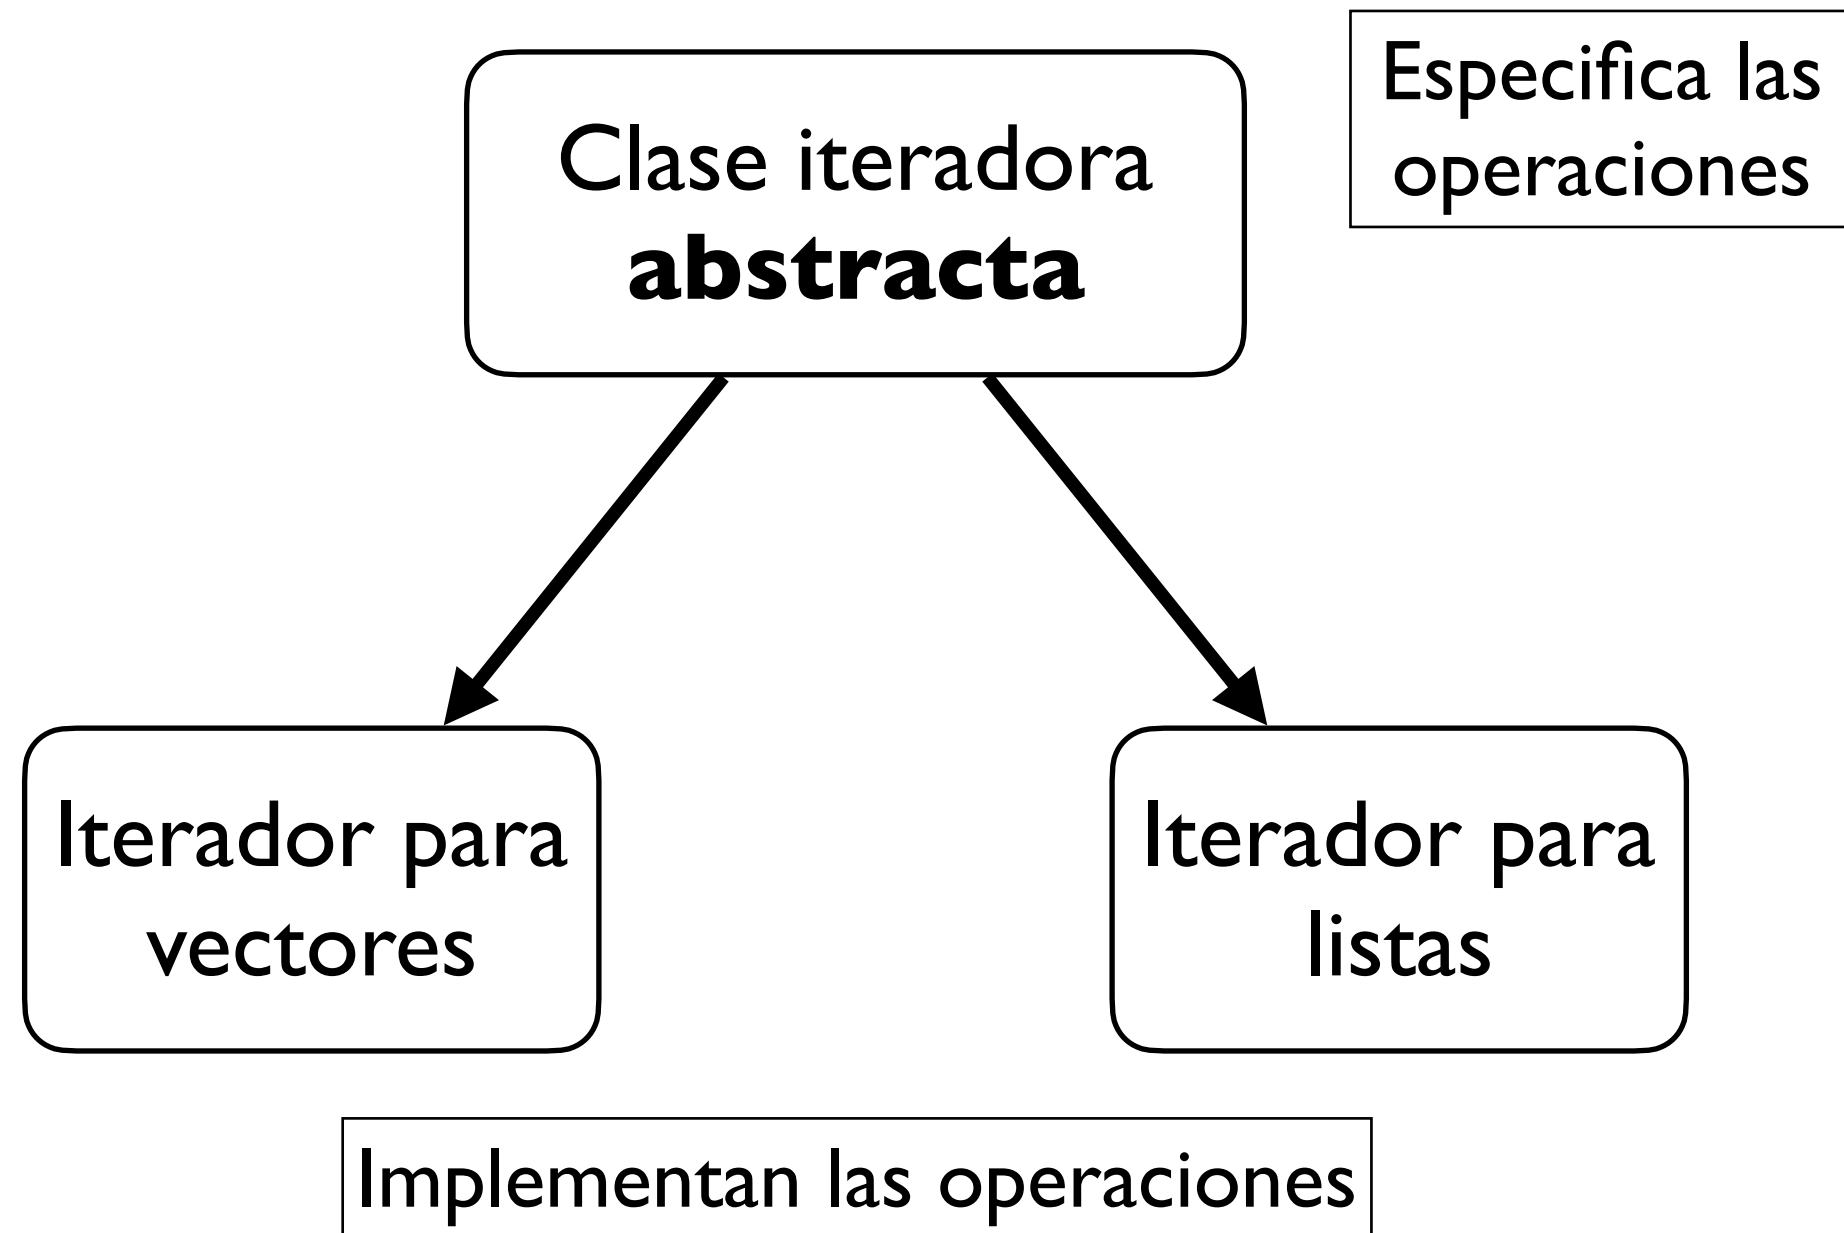 Clase iteradora
abstracta
Especifica las
operaciones
Iterador para
vectores
Iterador para
listas
Implementan las operaciones